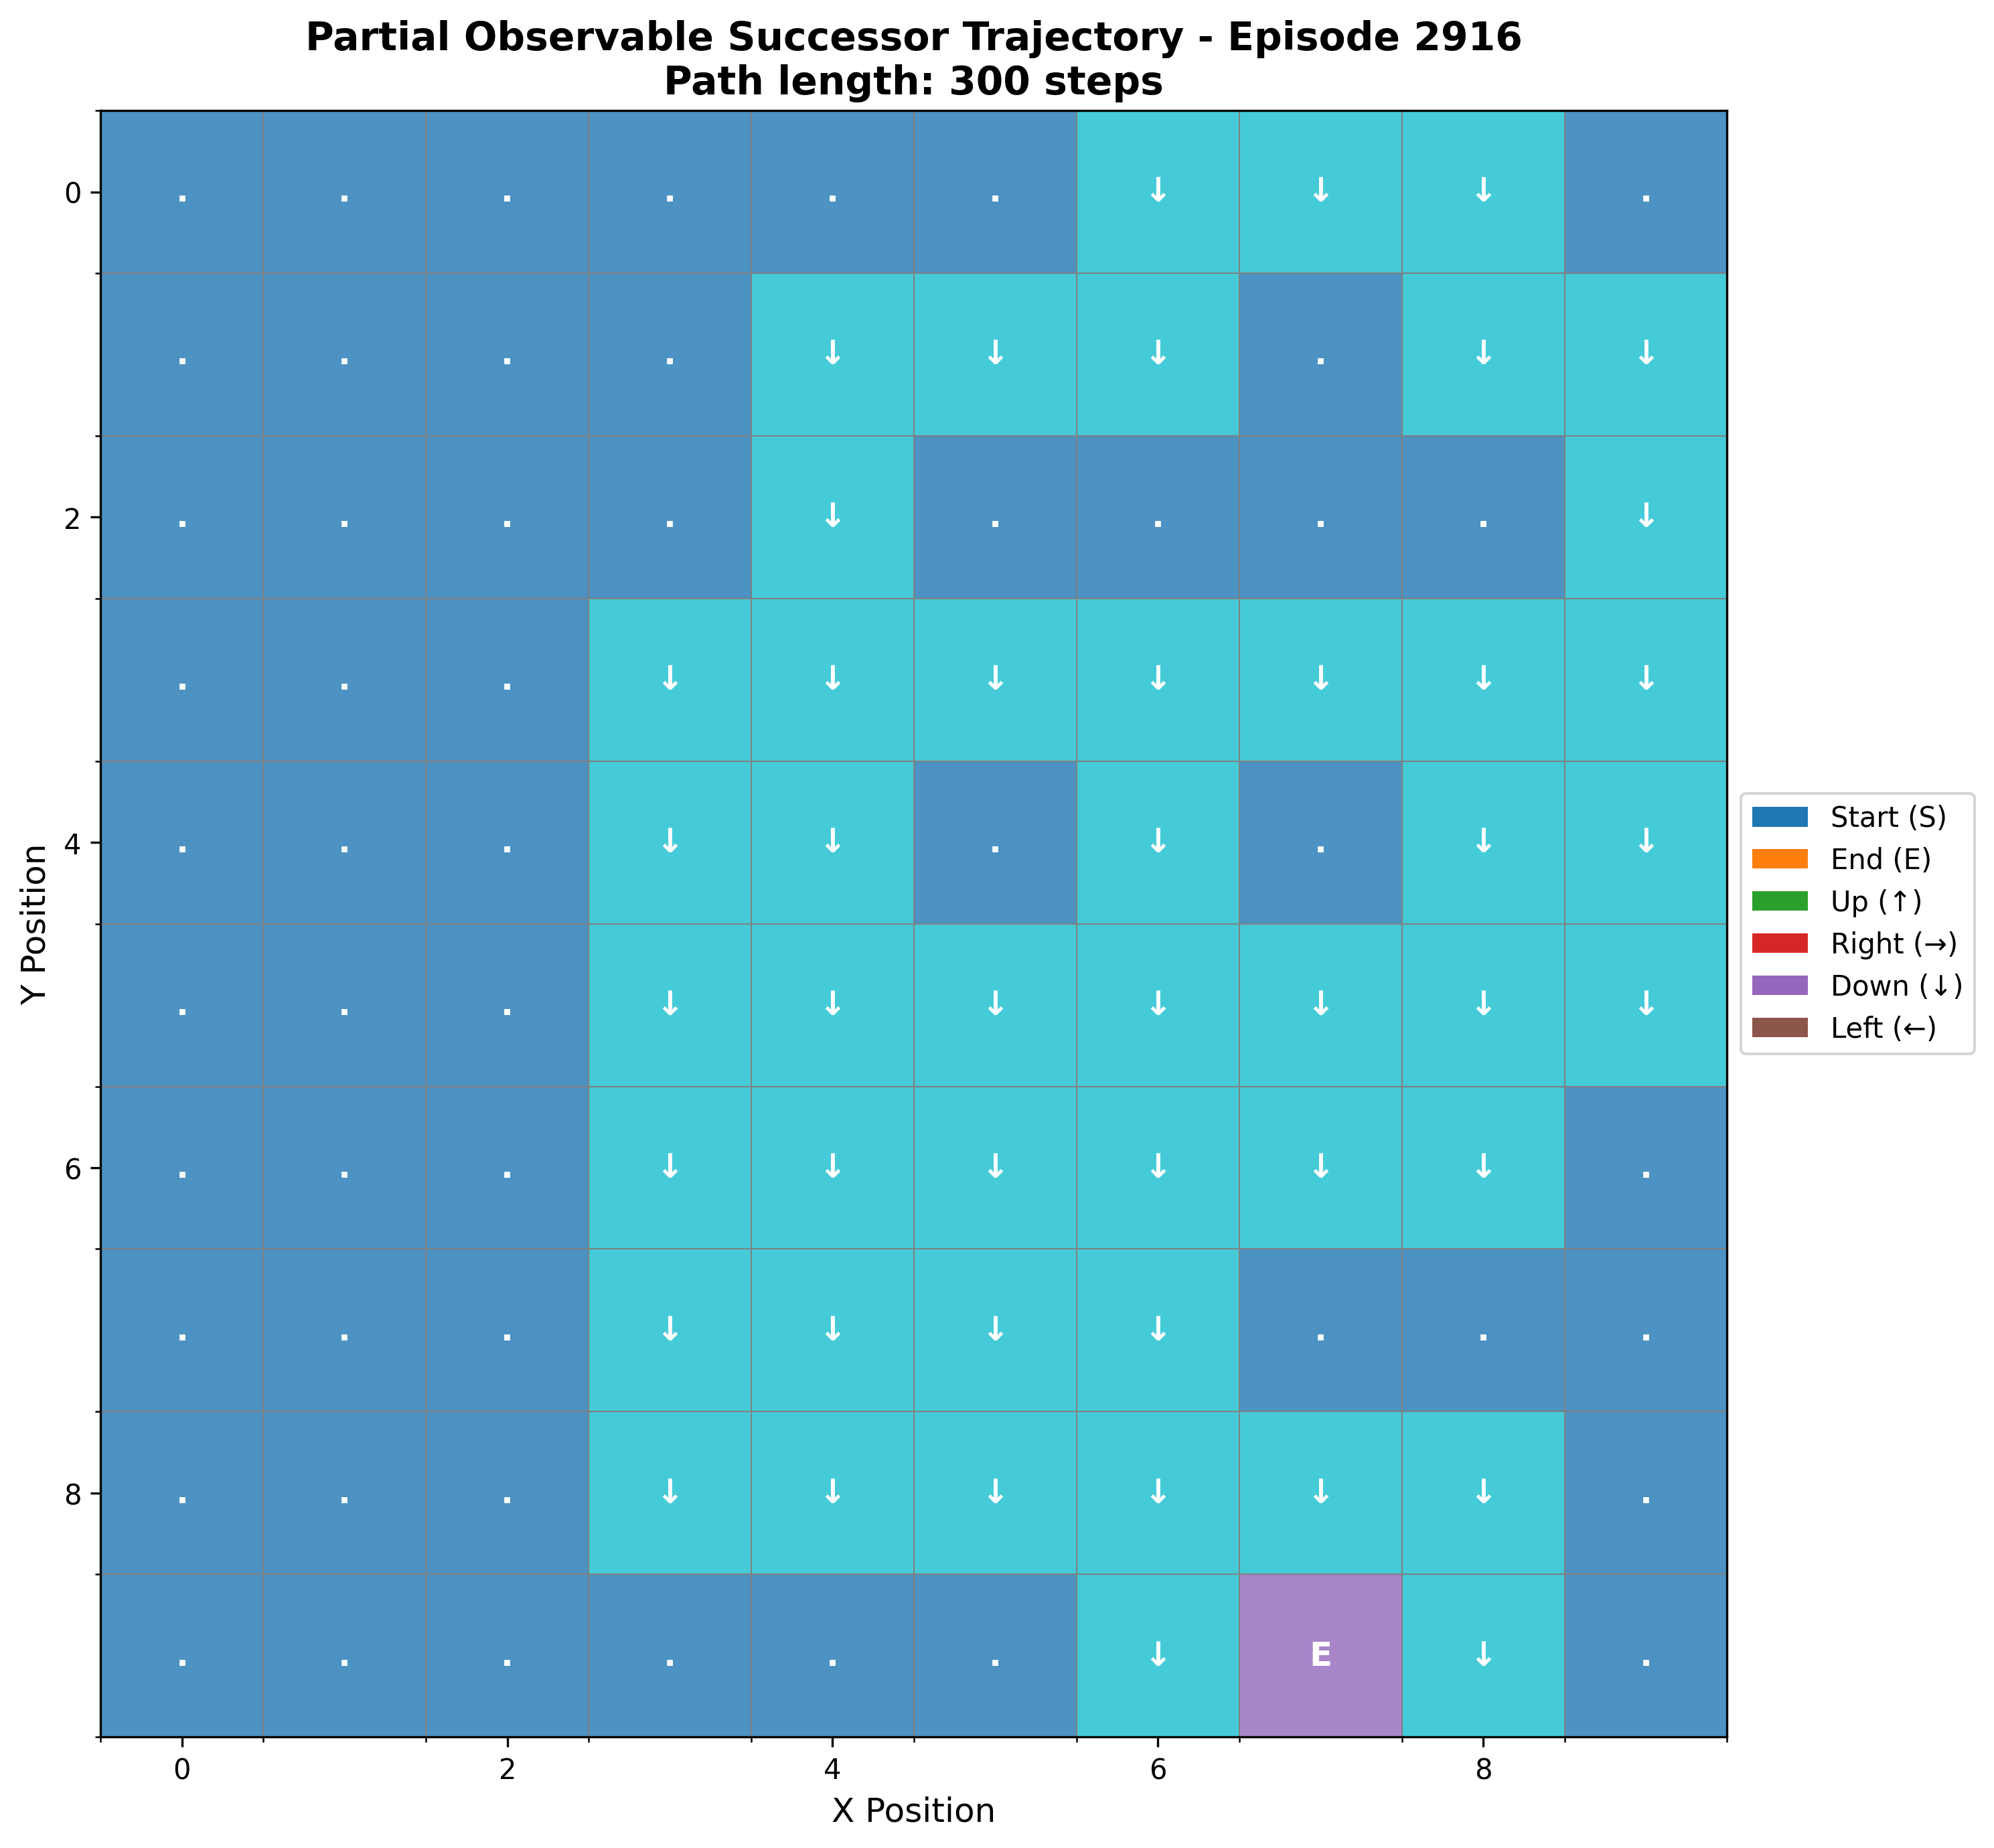 Partial Observable Successor Trajectory - Episode 2916
Path length: 300 steps
0 . . . . . . ↓ ↓ ↓ .
. . . . ↓ ↓ ↓ . ↓ ↓
2 . . . . ↓ . . . . ↓
. . . ↓ ↓ ↓ ↓ ↓ ↓ ↓
4 . . . ↓ ↓ . ↓ . ↓ ↓
. . . ↓ ↓ ↓ ↓ ↓ ↓ ↓
6 . . . ↓ ↓ ↓ ↓ ↓ ↓ .
. . . ↓ ↓ ↓ ↓ . . .
8 . . . ↓ ↓ ↓ ↓ ↓ ↓ .
. . . . . . ↓ E ↓ .
0 2 4 6 8
X Position
Y Position
Start (S)
End (E)
Up (↑)
Right (→)
Down (↓)
Left (←)